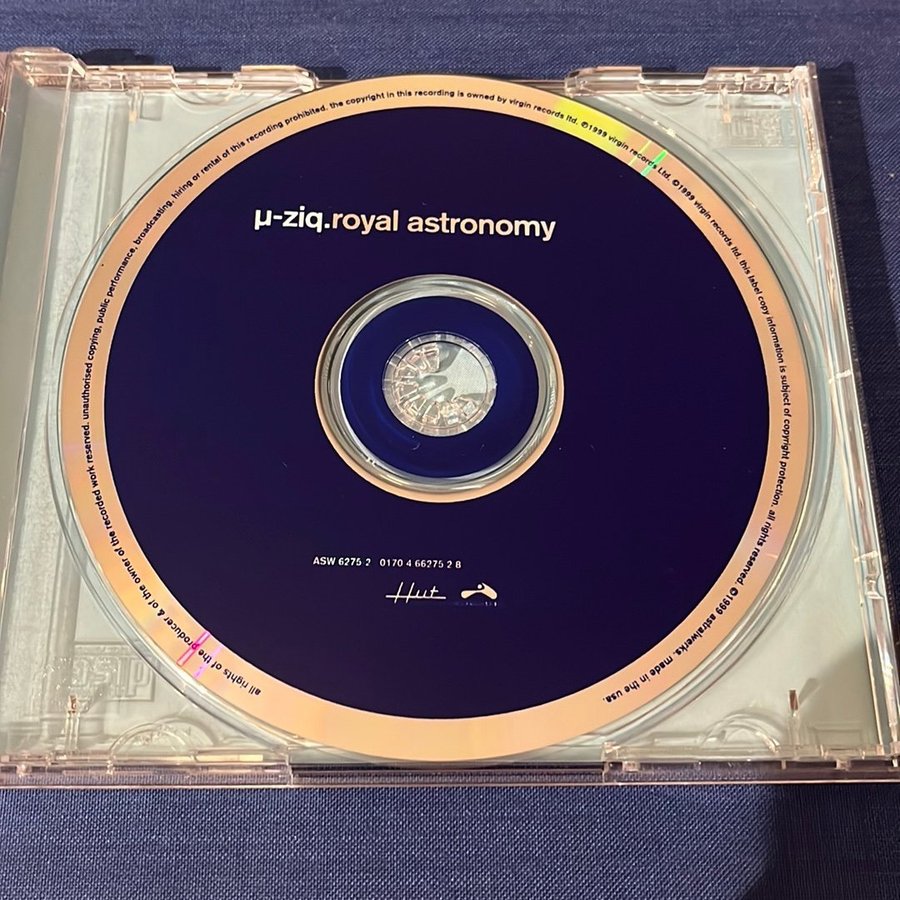 µ-ziq.royal astronomy
ASW 6275 2 0170 4 66275 2 8
Hut
all rights of the producer & of the owner of the recorded work reserved. unauthorised copying, public performance, broadcasting, hiring or rental of this recording prohibited. the copyright in this recording is owned by virgin records ltd. ℗1999 virgin records Ltd. ©1999 virgin records ltd. this label copy information is subject of copyright protection. all rights reserved. ©1999 astralwerks. made in the usa.